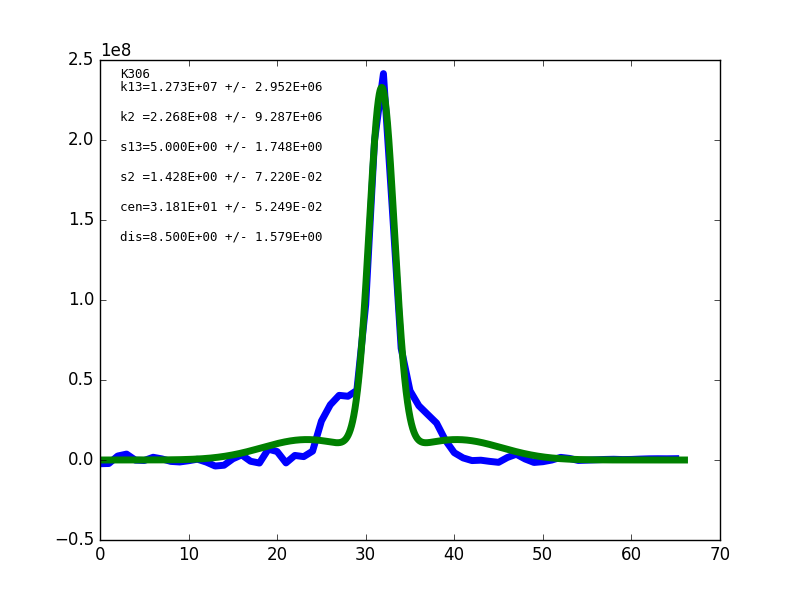 1e8
2.5
K306
k13=1.273E+07 +/- 2.952E+06
k2 =2.268E+08 +/- 9.287E+06
2.0
s13=5.000E+00 +/- 1.748E+00
s2 =1.428E+00 +/- 7.220E-02
1.5
cen=3.181E+01 +/- 5.249E-02
dis=8.500E+00 +/- 1.579E+00
1.0
0.5
0.0
−0.5
0 10 20 30 40 50 60 70